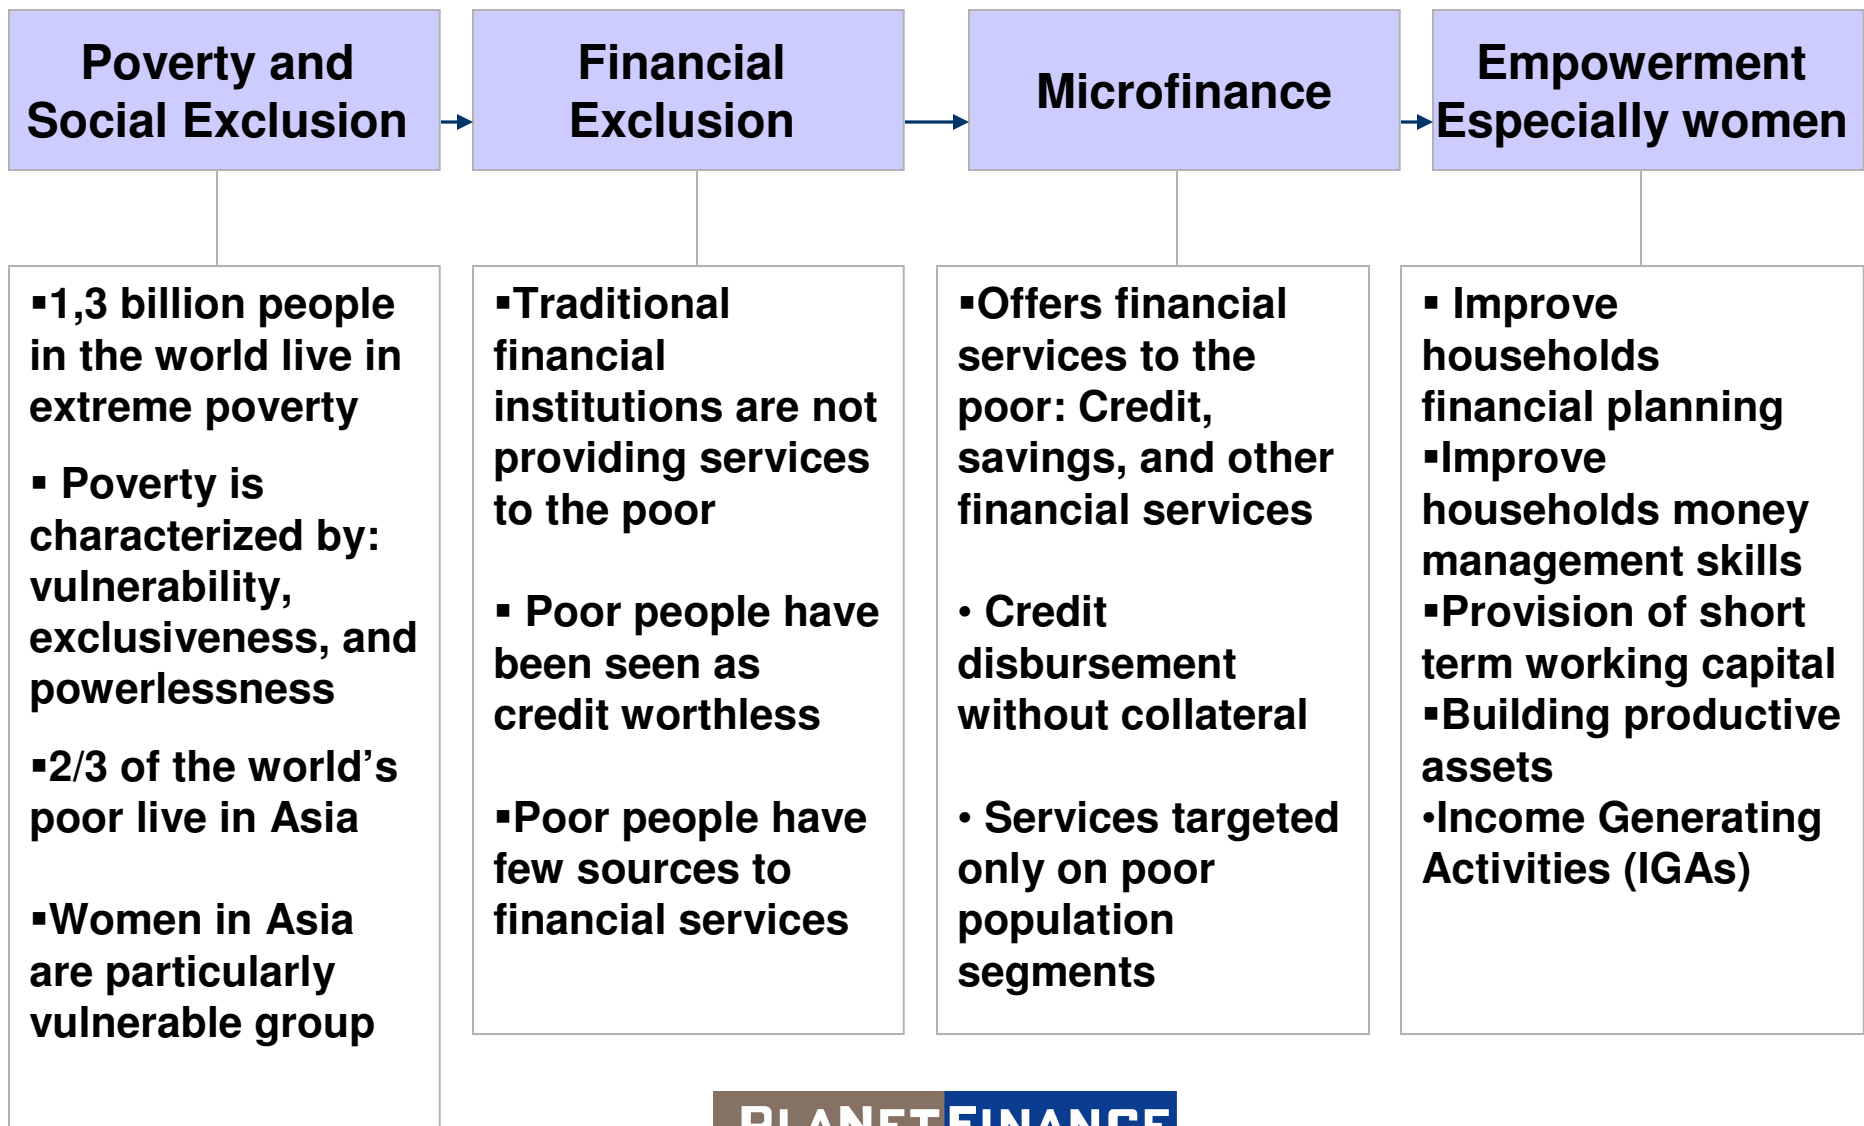 Poverty and
Social Exclusion
Financial
Exclusion
Microfinance
Empowerment
Especially women
▪1,3 billion people
in the world live in
extreme poverty
▪ Poverty is
characterized by:
vulnerability,
exclusiveness, and
powerlessness
▪2/3 of the world’s
poor live in Asia
▪Women in Asia
are particularly
vulnerable group
▪Traditional
financial
institutions are not
providing services
to the poor
▪ Poor people have
been seen as
credit worthless
▪Poor people have
few sources to
financial services
▪Offers financial
services to the
poor: Credit,
savings, and other
financial services
• Credit
disbursement
without collateral
• Services targeted
only on poor
population
segments
▪ Improve
households
financial planning
▪Improve
households money
management skills
▪Provision of short
term working capital
▪Building productive
assets
•Income Generating
Activities (IGAs)
PLANETFINANCE